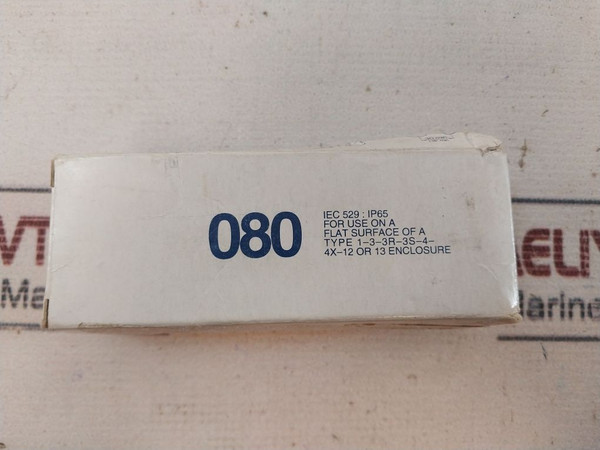 080
IEC 529 : IP65
FOR USE ON A
FLAT SURFACE OF A
TYPE 1–3–3R–3S–4–
4X–12 OR 13 ENCLOSURE